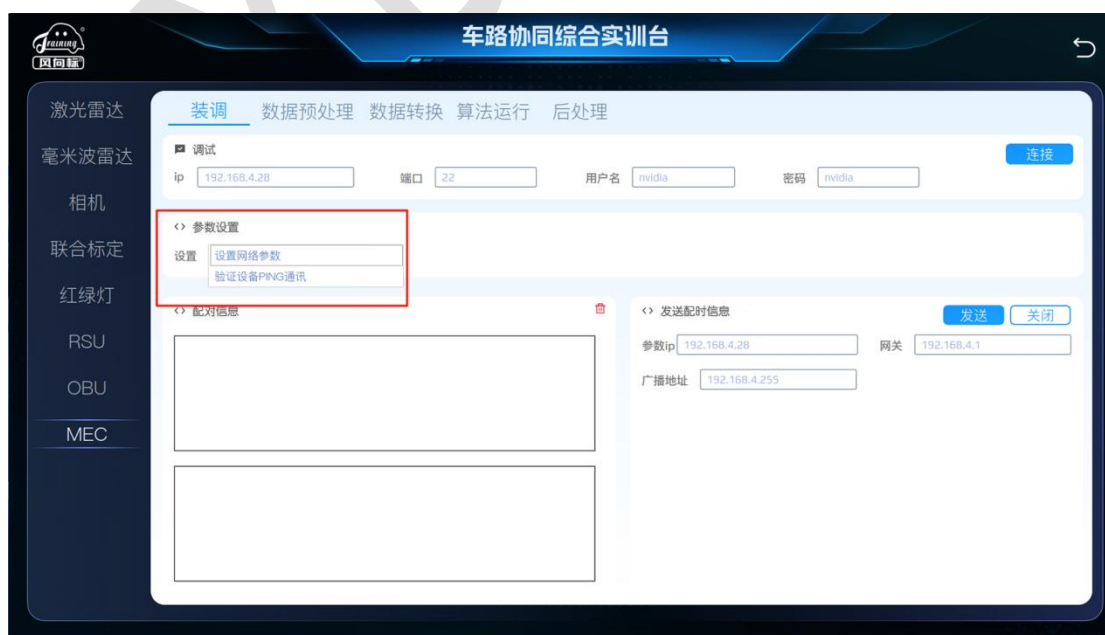 Training
风向标
车路协同综合实训台
激光雷达
毫米波雷达
相机
联合标定
红绿灯
RSU
OBU
MEC
装调 数据预处理 数据转换 算法运行 后处理
调试
连接
ip 192.168.4.28 端口 22 用户名 nvidia 密码 nvidia
<> 参数设置
设置 设置网络参数
验证设备PING通讯
<> 配对信息
<> 发送配时信息 发送 关闭
参数ip 192.168.4.28 网关 192.168.4.1
广播地址 192.168.4.255